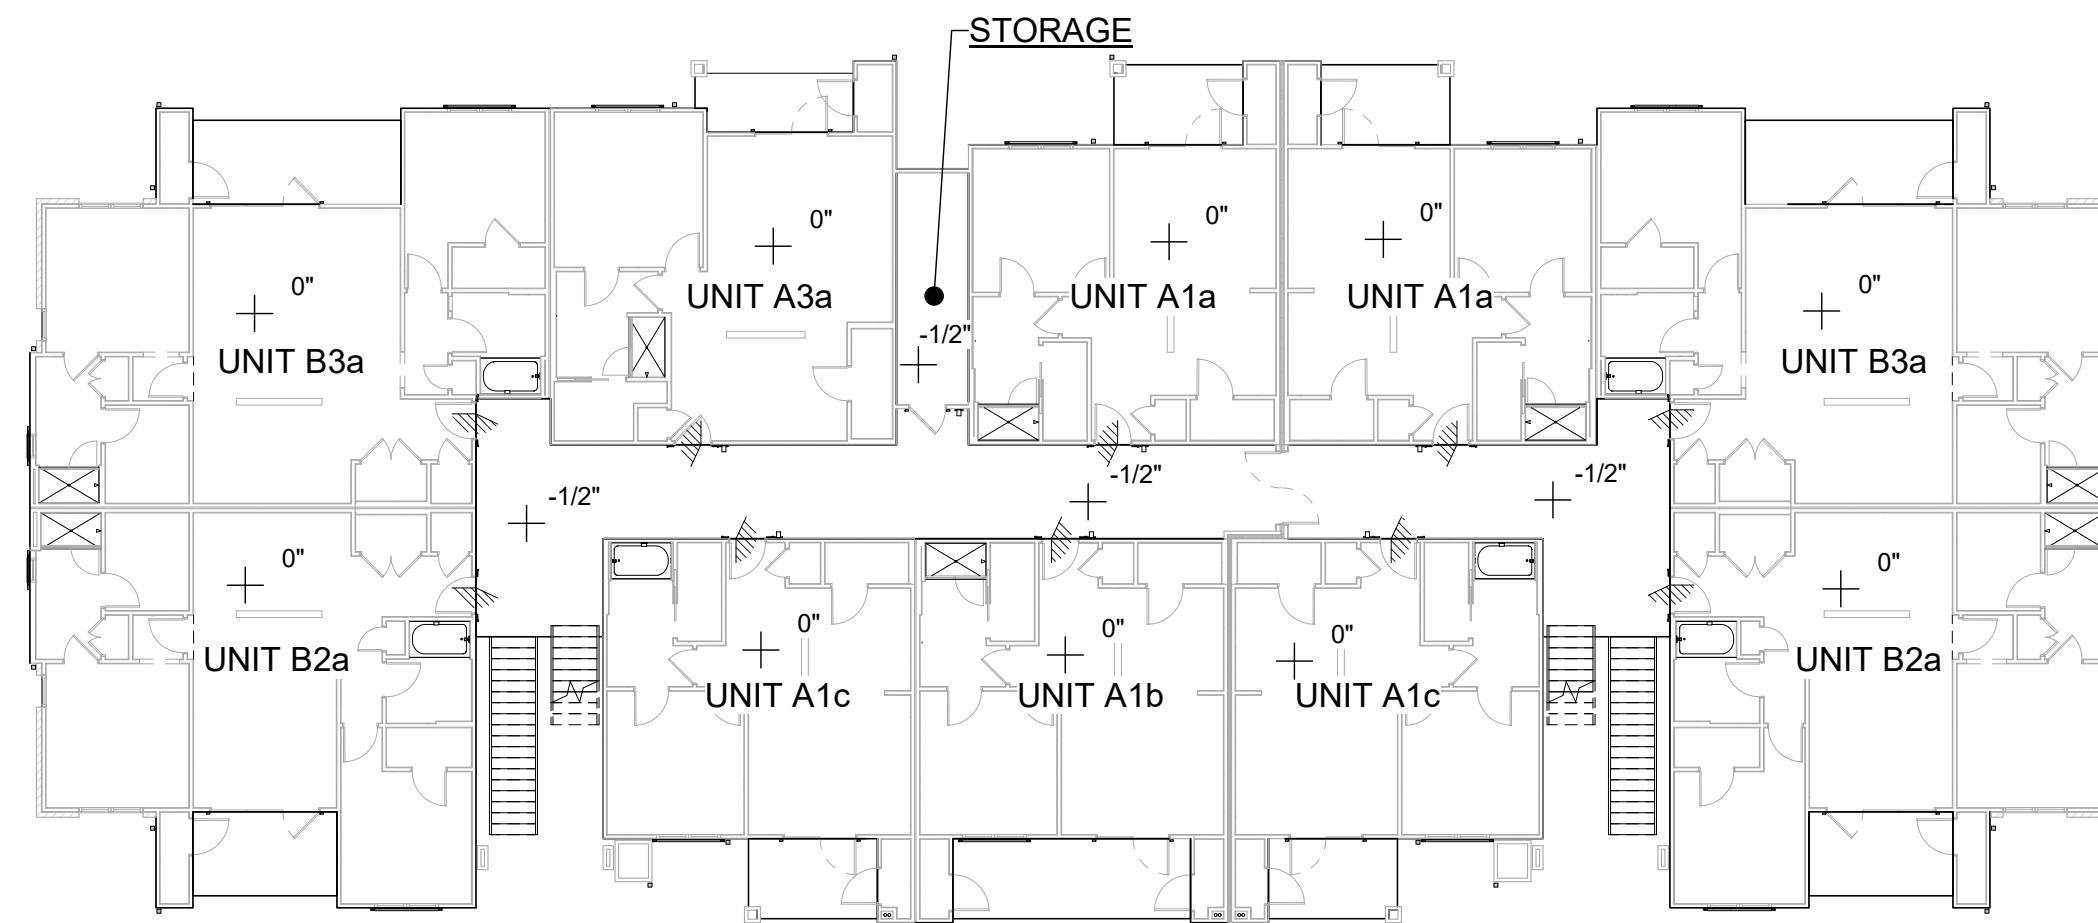 STORAGE
0"
0"
0"
0"
0"
UNIT B3a
UNIT A3a
-1/2"
UNIT A1a
UNIT A1a
UNIT B3a
-1/2"
-1/2"
-1/2"
0"
0"
0"
0"
0"
UNIT B2a
UNIT A1c
UNIT A1b
UNIT A1c
UNIT B2a